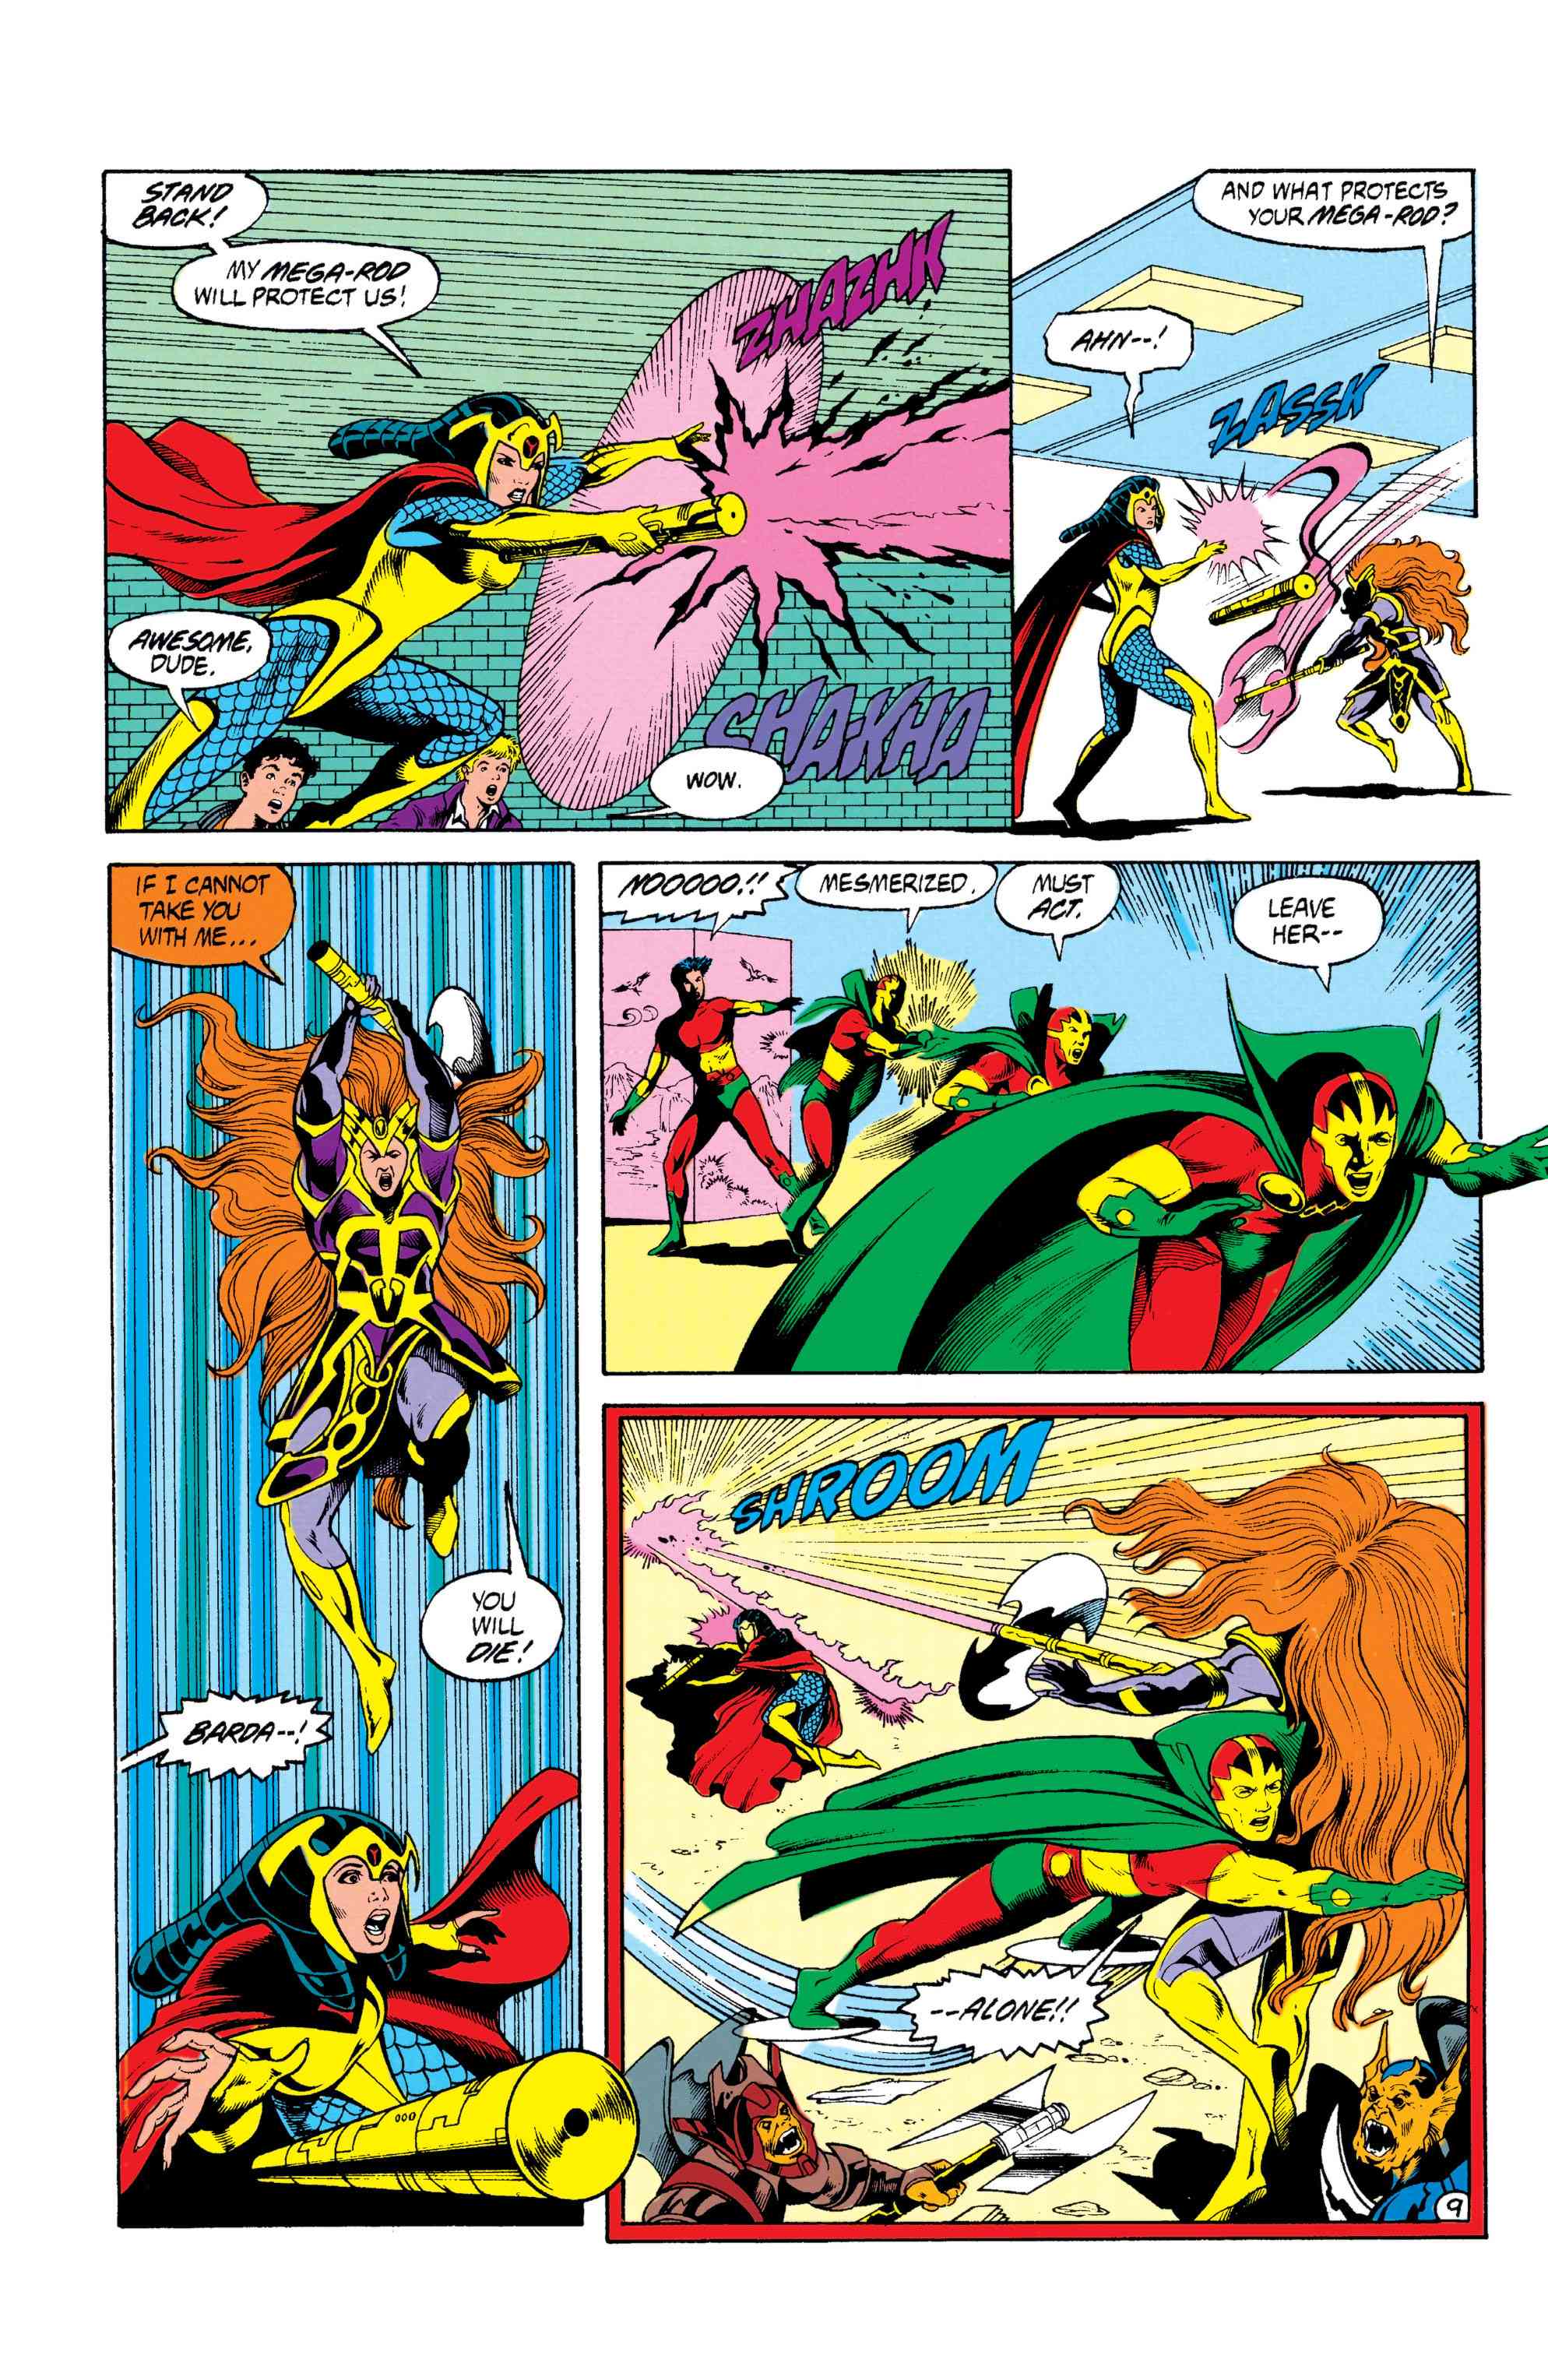 STAND
BACK!
MY MEGA-ROD
WILL PROTECT US!
ZHAZHK
AWESOME,
DUDE.
SHA-KHA
WOW.
AND WHAT PROTECTS
YOUR MEGA-ROD?
AHN--!
ZASSK
IF I CANNOT
TAKE YOU
WITH ME...
YOU
WILL
DIE!
BARDA--!
NOOOOO!!
MESMERIZED.
MUST
ACT.
LEAVE
HER--
SHROOM
--ALONE!!
9